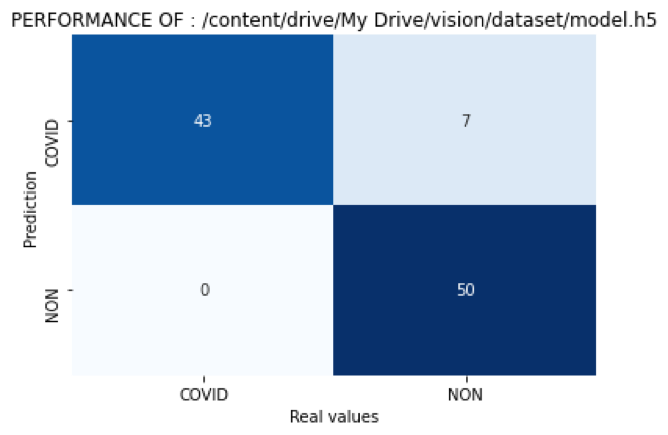 PERFORMANCE OF : /content/drive/My Drive/vision/dataset/model.h5
Prediction
COVID
43
7
NON
0
50
COVID
NON
Real values